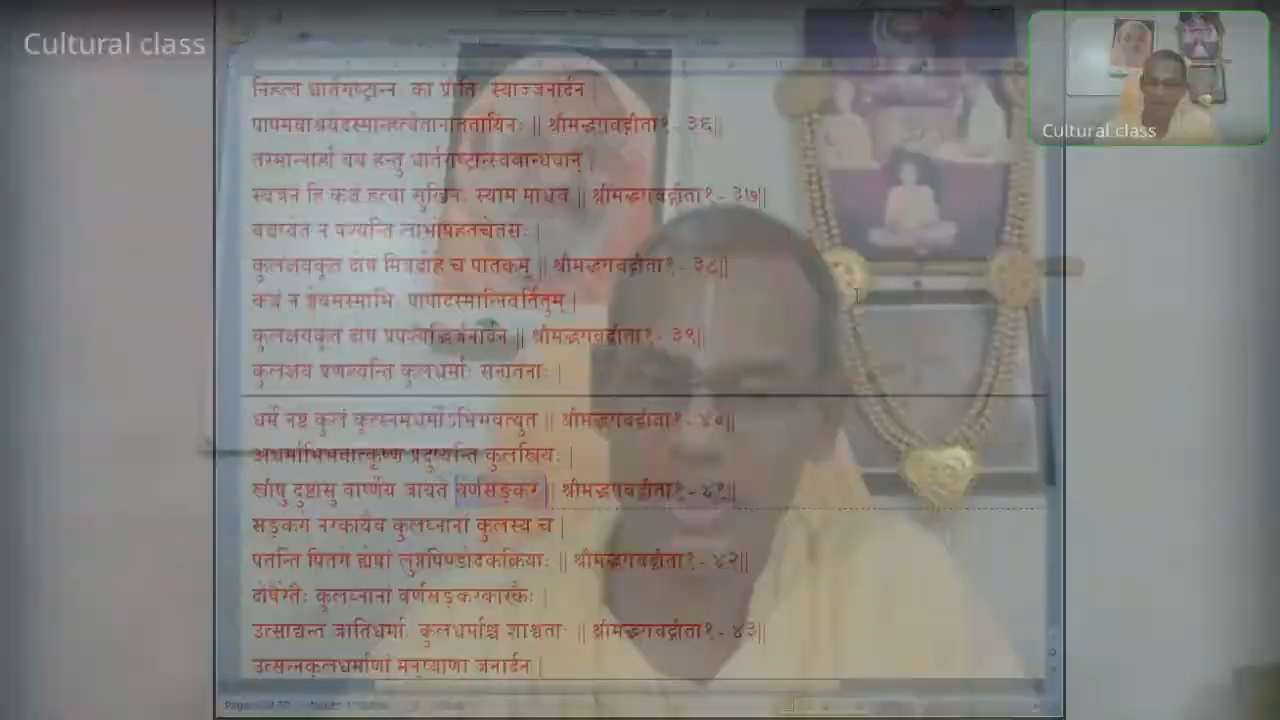 Cultural class
Cultural class
निहत्य धार्तराष्ट्रान्न का प्रीतिः स्याज्जनार्दन |
पापमेवाश्रयेदस्मान्हत्वैतानाततायिनः || श्रीमद्भगवद्गीता १ - ३६||
तस्मान्नार्हा वयं हन्तुं धार्तराष्ट्रान्स्वबान्धवान् |
स्वजनं हि कथं हत्वा सुखिनः स्याम माधव || श्रीमद्भगवद्गीता १ - ३७||
यद्यप्येते न पश्यन्ति लोभोपहतचेतसः |
कुलक्षयकृतं दोषं मित्रद्रोहे च पातकम् || श्रीमद्भगवद्गीता १ - ३८||
कथं न ज्ञेयमस्माभिः पापादस्मान्निवर्तितुम् |
कुलक्षयकृतं दोषं प्रपश्यद्भिर्जनार्दन || श्रीमद्भगवद्गीता १ - ३९||
कुलक्षये प्रणश्यन्ति कुलधर्माः सनातनाः |
धर्मे नष्टे कुलं कृत्स्नमधर्मोऽभिभवत्युत || श्रीमद्भगवद्गीता १ - ४०||
अधर्माभिभवात्कृष्ण प्रदुष्यन्ति कुलस्त्रियः |
स्त्रीषु दुष्टासु वार्ष्णेय जायते वर्णसङ्करः || श्रीमद्भगवद्गीता १ - ४१||
सङ्करो नरकायैव कुलघ्नानां कुलस्य च |
पतन्ति पितरो ह्येषां लुप्तपिण्डोदकक्रियाः || श्रीमद्भगवद्गीता १ - ४२||
दोषैरेतैः कुलघ्नानां वर्णसङ्करकारकैः |
उत्साद्यन्ते जातिधर्माः कुलधर्माश्च शाश्वताः || श्रीमद्भगवद्गीता १ - ४३||
उत्सन्नकुलधर्माणां मनुष्याणां जनार्दन |